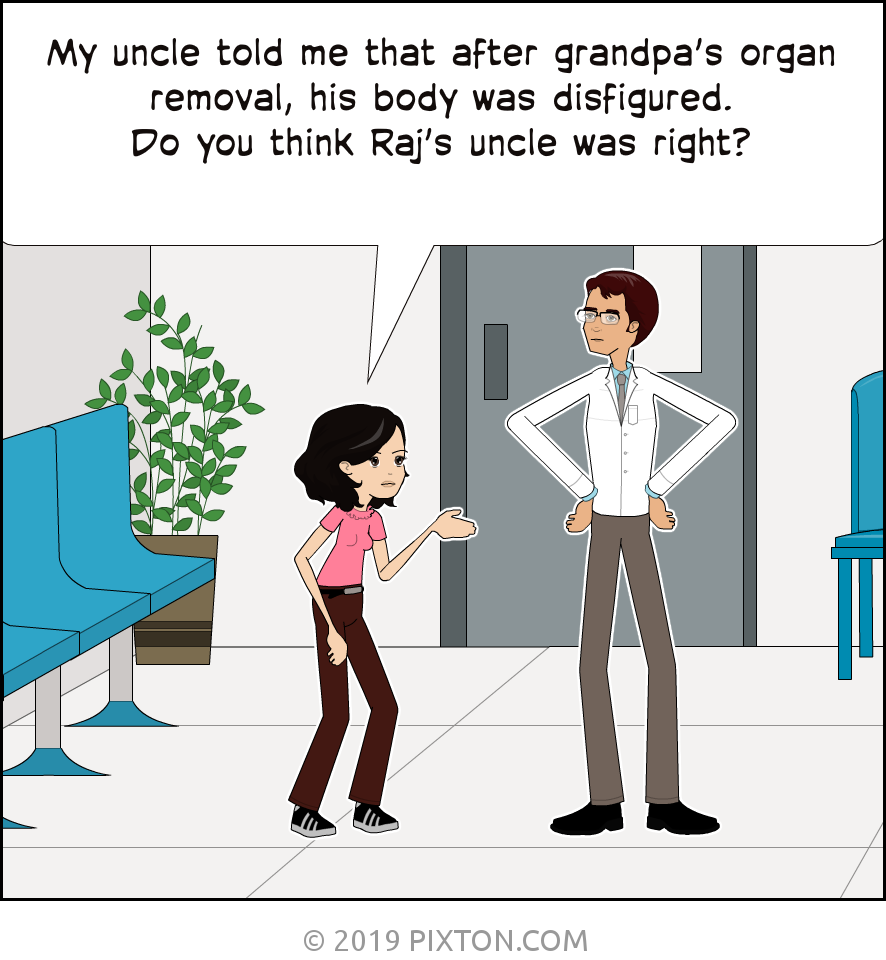 My uncle told me that after grandpa's organ
removal, his body was disfigured.
Do you think Raj's uncle was right?
© 2019 PIXTON.COM